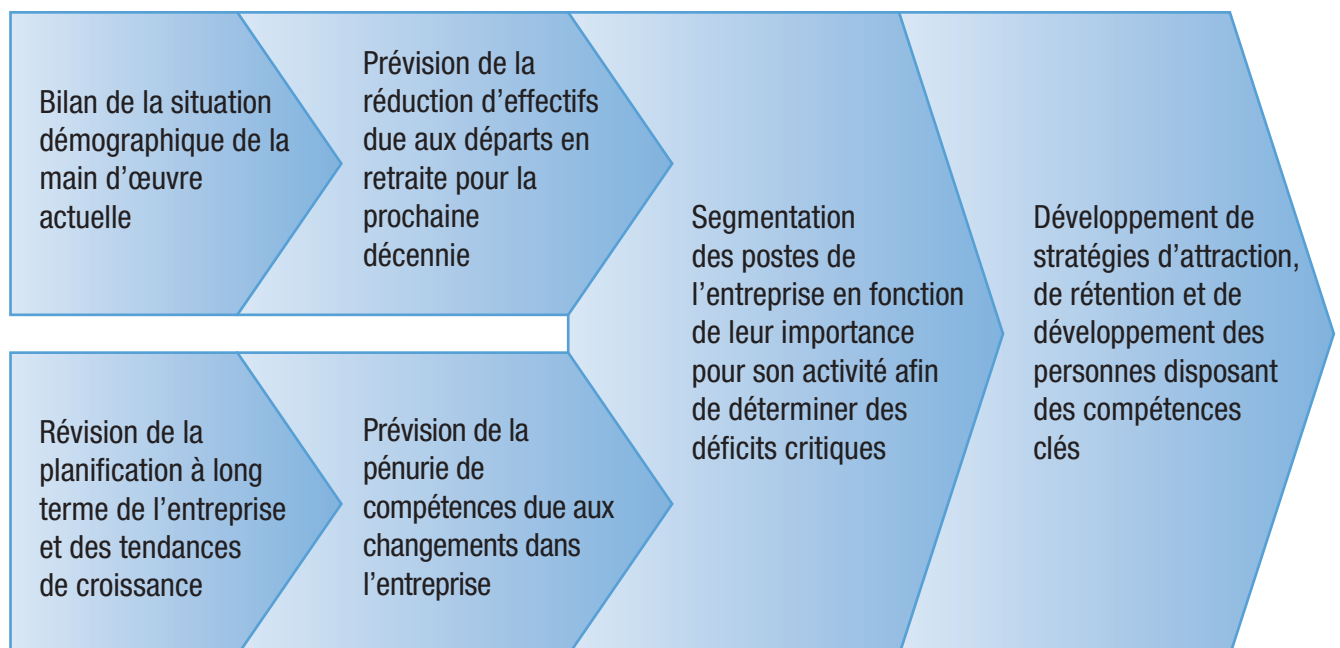 Bilan de la situation
démographique de la
main d’œuvre
actuelle
Prévision de la
réduction d’effectifs
due aux départs en
retraite pour la
prochaine
décennie
Révision de la
planification à long
terme de l’entreprise
et des tendances
de croissance
Prévision de la
pénurie de
compétences due aux
changements dans
l’entreprise
Segmentation
des postes de
l’entreprise en fonction
de leur importance
pour son activité afin
de déterminer des
déficits critiques
Développement de
stratégies d’attraction,
de rétention et de
développement des
personnes disposant
des compétences
clés